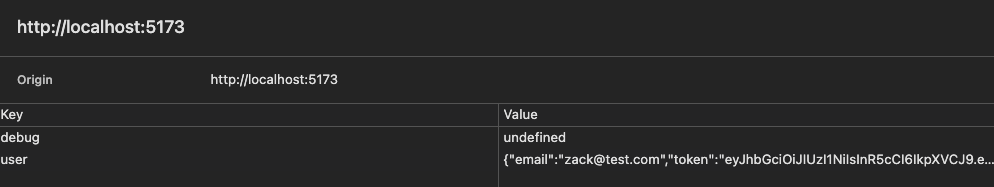 http://localhost:5173
Origin http://localhost:5173
Key Value
debug undefined
user {"email":"zack@test.com","token":"eyJhbGciOiJIUzI1NiIsInR5cCI6IkpXVCJ9.e...